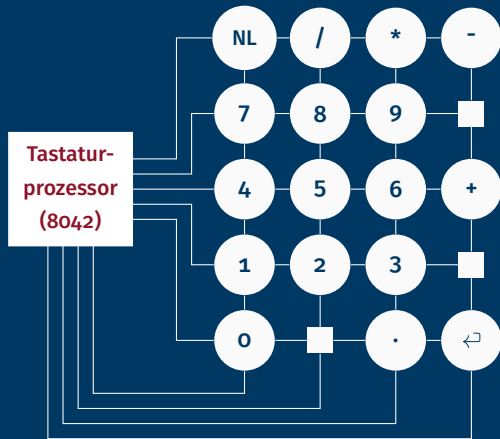 NL / * -
7 8 9
Tastatur-
prozessor
(8042)
4 5 6 +
1 2 3
0 . ↩